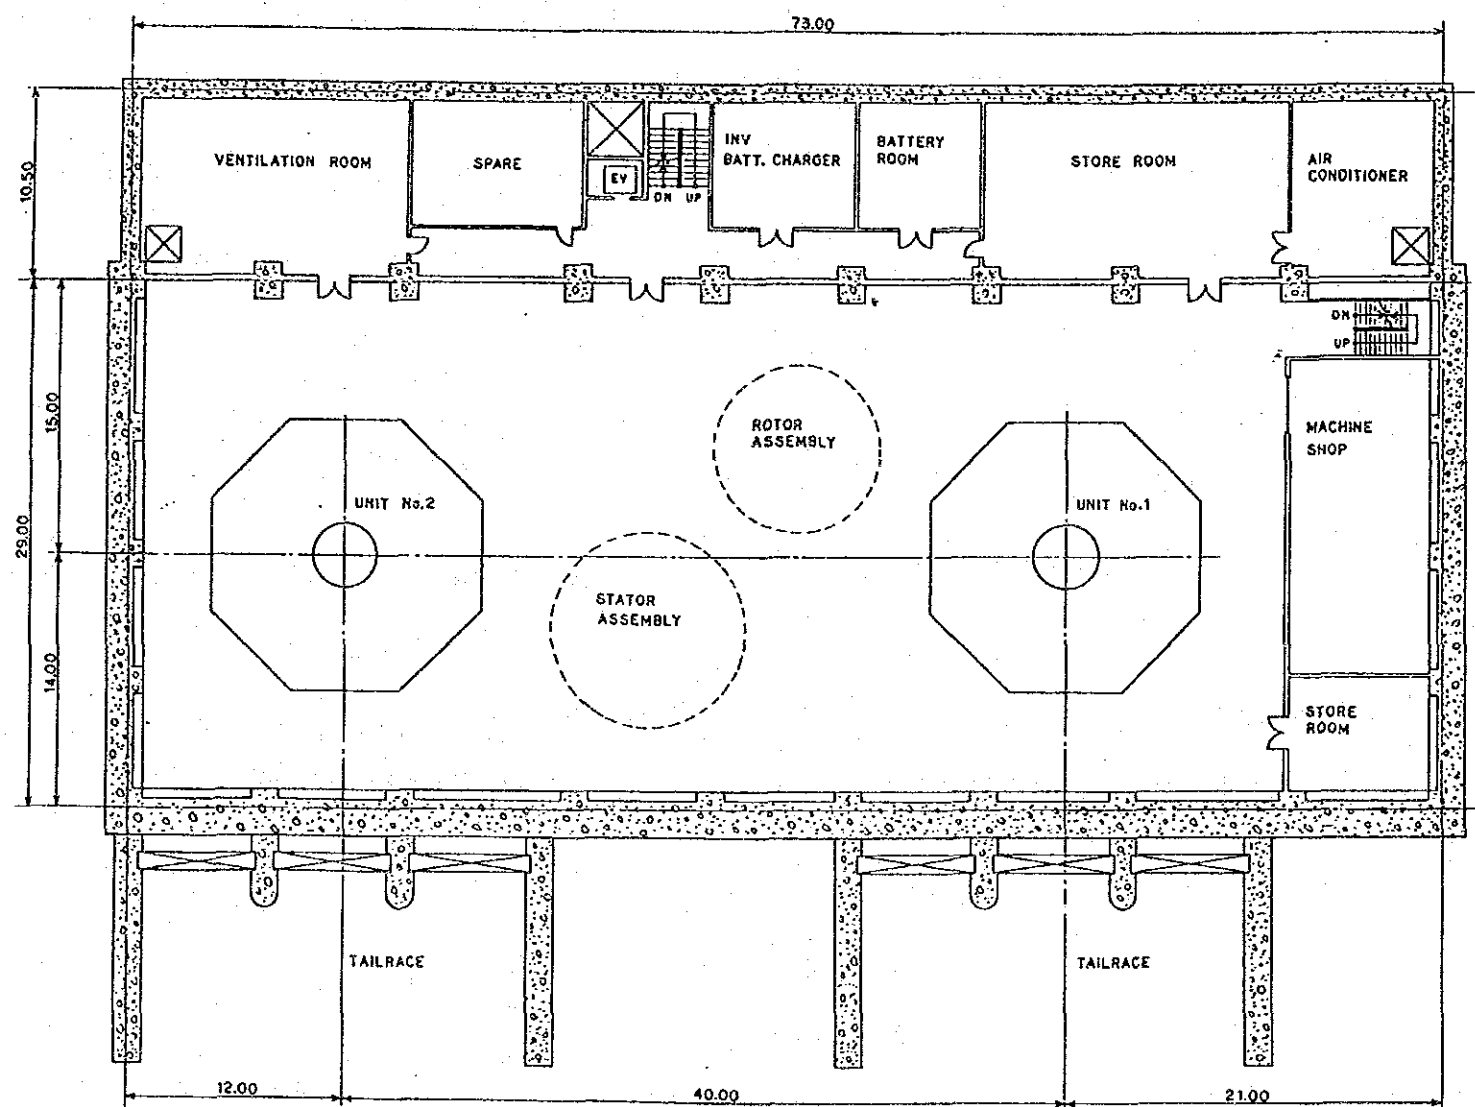 73.00
10.50
VENTILATION ROOM
SPARE
EV
DN UP
INV
BATT. CHARGER
BATTERY
ROOM
STORE ROOM
AIR
CONDITIONER
DN
UP
15.00
29.00
14.00
ROTOR
ASSEMBLY
MACHINE
SHOP
UNIT No.2
UNIT No.1
STATOR
ASSEMBLY
STORE
ROOM
TAILRACE
TAILRACE
12.00
40.00
21.00